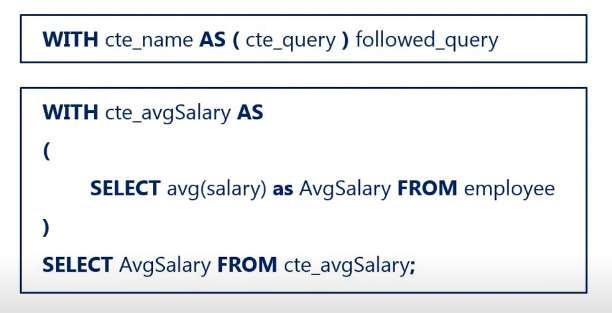 WITH cte_name AS ( cte_query ) followed_query
WITH cte_avgSalary AS
(
SELECT avg(salary) as AvgSalary FROM employee
)
SELECT AvgSalary FROM cte_avgSalary;